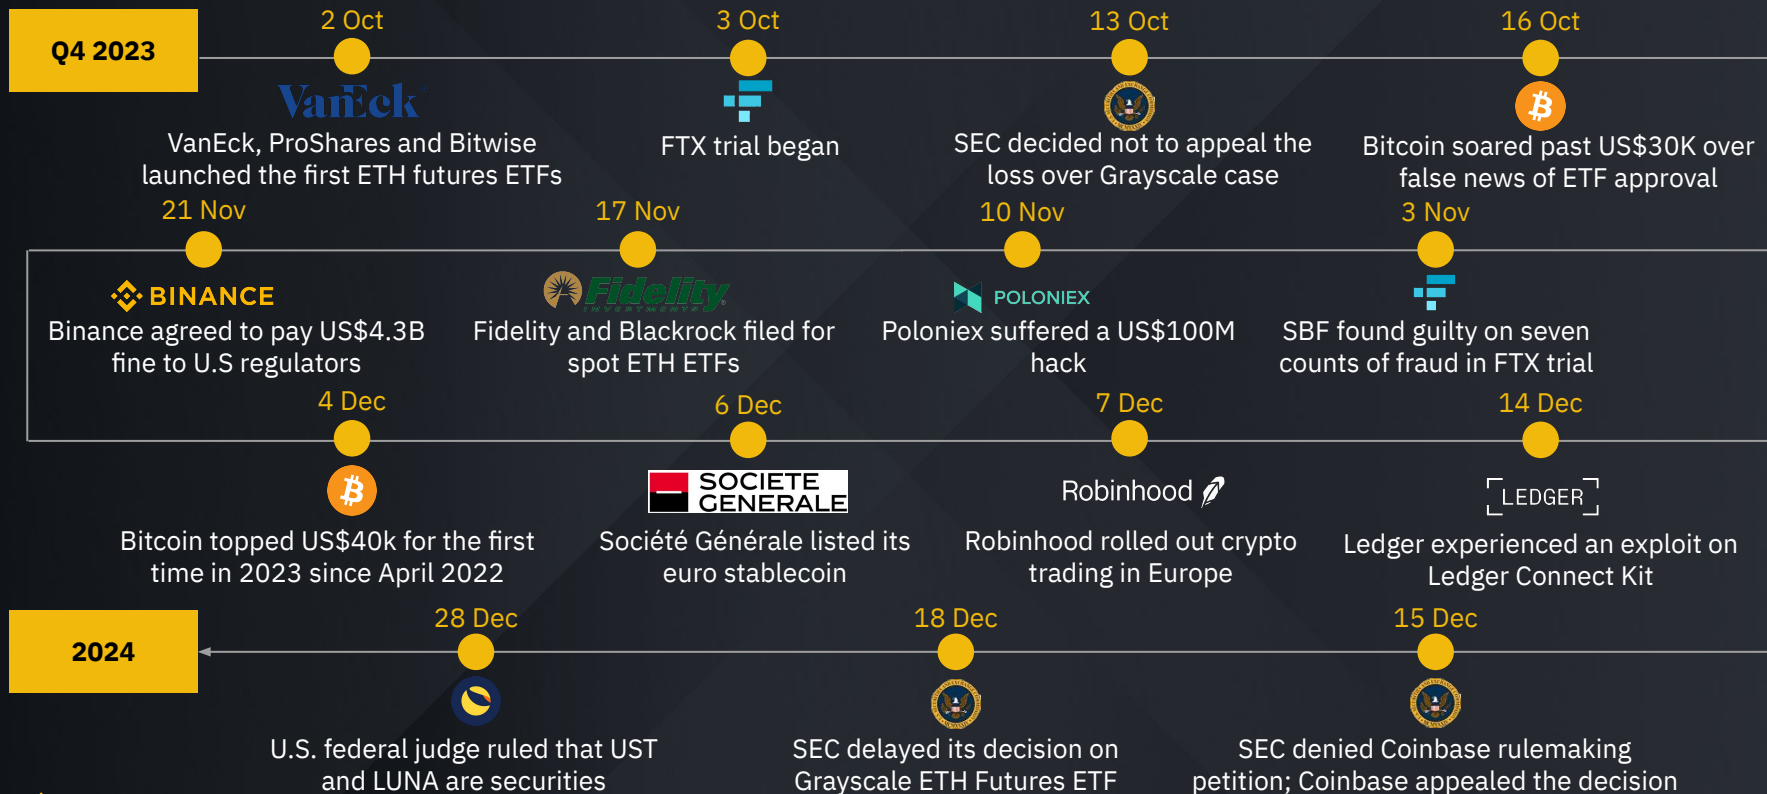 Q4 2023
2 Oct
VanEck
VanEck, ProShares and Bitwise
launched the first ETH futures ETFs
3 Oct
FTX trial began
13 Oct
SEC decided not to appeal the
loss over Grayscale case
16 Oct
Bitcoin soared past US$30K over
false news of ETF approval
3 Nov
SBF found guilty on seven
counts of fraud in FTX trial
10 Nov
POLONIEX
Poloniex suffered a US$100M
hack
17 Nov
Fidelity
INVESTMENTS
Fidelity and Blackrock filed for
spot ETH ETFs
21 Nov
BINANCE
Binance agreed to pay US$4.3B
fine to U.S regulators
4 Dec
Bitcoin topped US$40k for the first
time in 2023 since April 2022
6 Dec
SOCIETE
GENERALE
Société Générale listed its
euro stablecoin
7 Dec
Robinhood
Robinhood rolled out crypto
trading in Europe
14 Dec
LEDGER
Ledger experienced an exploit on
Ledger Connect Kit
15 Dec
SEC denied Coinbase rulemaking
petition; Coinbase appealed the decision
18 Dec
SEC delayed its decision on
Grayscale ETH Futures ETF
28 Dec
U.S. federal judge ruled that UST
and LUNA are securities
2024